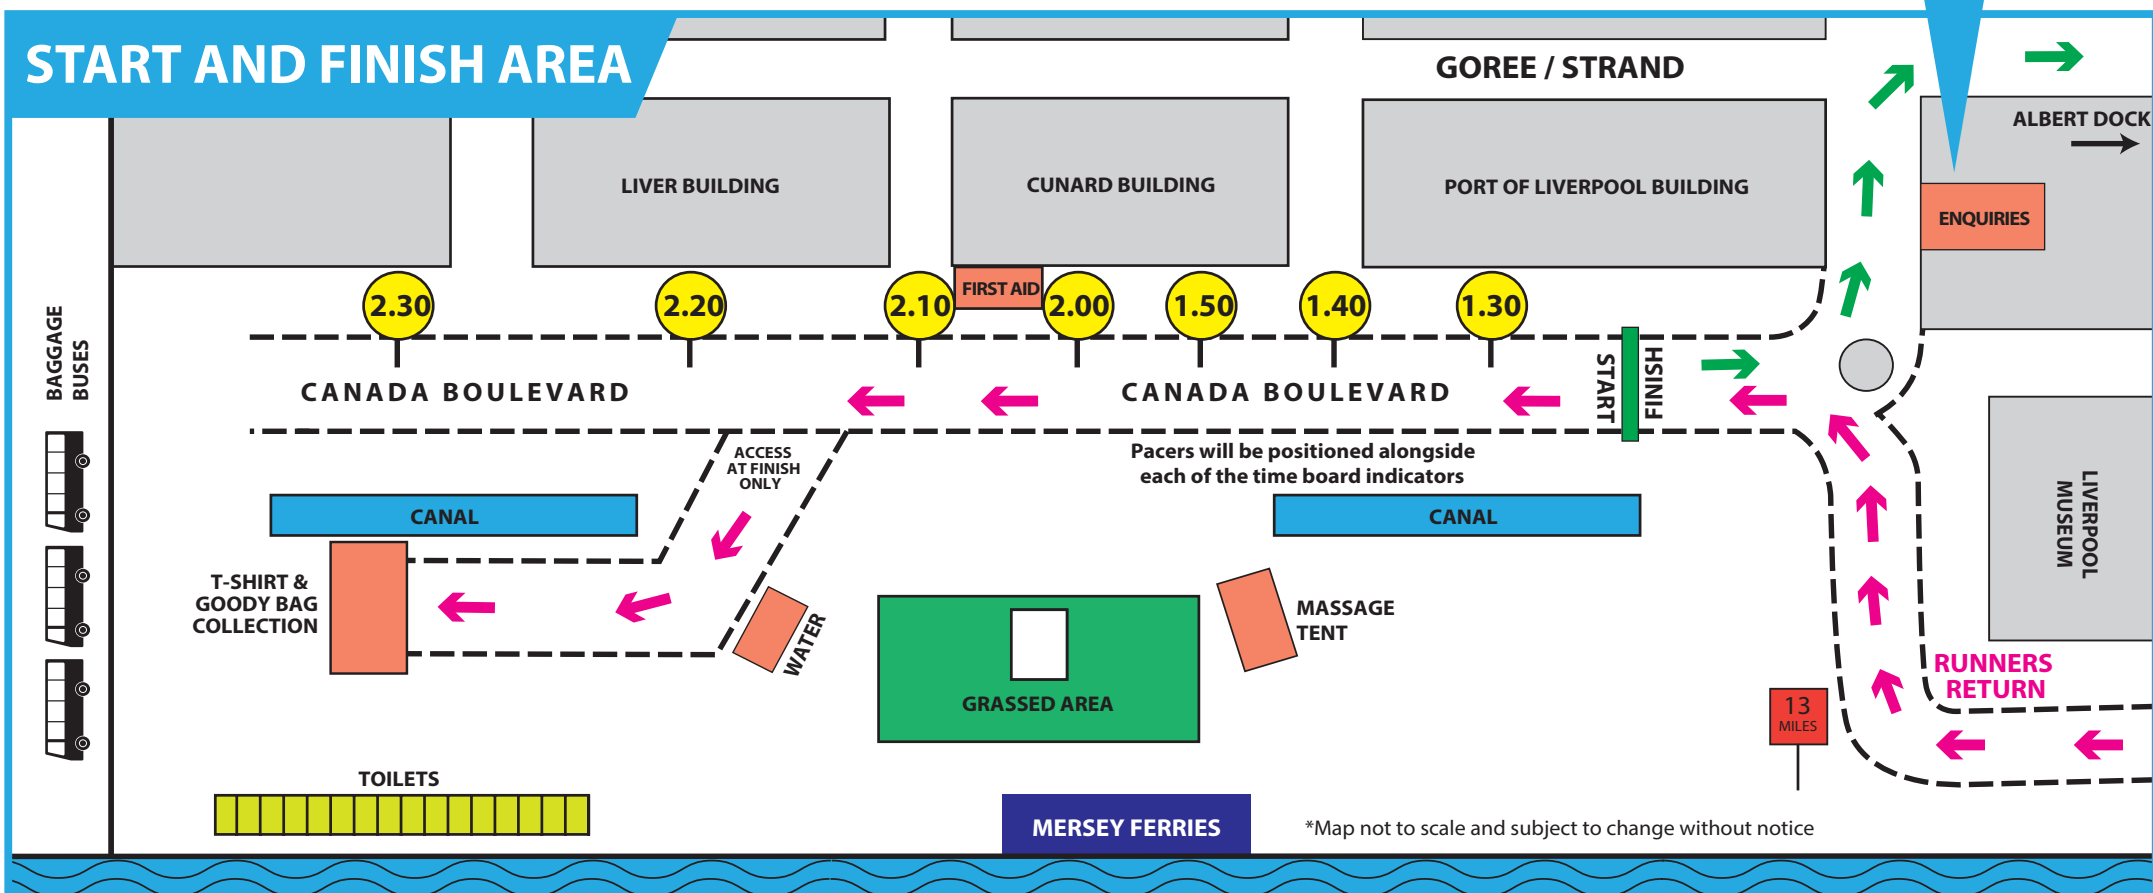 START AND FINISH AREA
GOREE / STRAND
ALBERT DOCK
LIVER BUILDING
CUNARD BUILDING
PORT OF LIVERPOOL BUILDING
ENQUIRIES
FIRST AID
2.30
2.20
2.10
2.00
1.50
1.40
1.30
BAGGAGE
BUSES
CANADA BOULEVARD
CANADA BOULEVARD
START
FINISH
ACCESS
AT FINISH
ONLY
Pacers will be positioned alongside
each of the time board indicators
CANAL
CANAL
LIVERPOOL
MUSEUM
T-SHIRT &
GOODY BAG
COLLECTION
WATER
MASSAGE
TENT
GRASSED AREA
RUNNERS
RETURN
13
MILES
TOILETS
MERSEY FERRIES
*Map not to scale and subject to change without notice